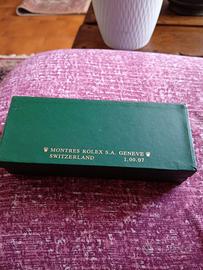 MONTRES ROLEX S.A. GENEVE
SWITZERLAND 1.00.07